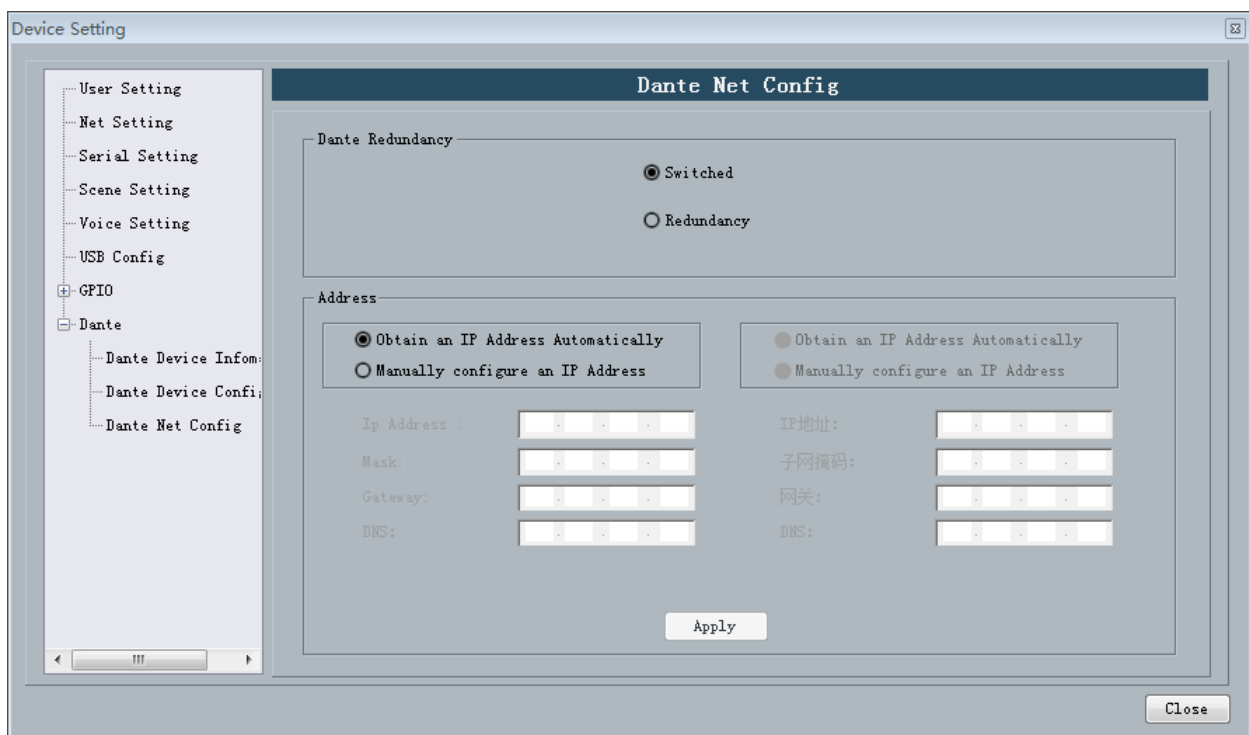 Device Setting
User Setting
Net Setting
Serial Setting
Scene Setting
Voice Setting
USB Config
GPIO
Dante
Dante Device Infom
Dante Device Confi
Dante Net Config
Dante Net Config
Dante Redundancy
Switched
Redundancy
Address
Obtain an IP Address Automatically
Manually configure an IP Address
Ip Address :
Mask:
Gateway:
DNS:
Obtain an IP Address Automatically
Manually configure an IP Address
IP地址:
子网掩码:
网关:
DNS:
Apply
Close